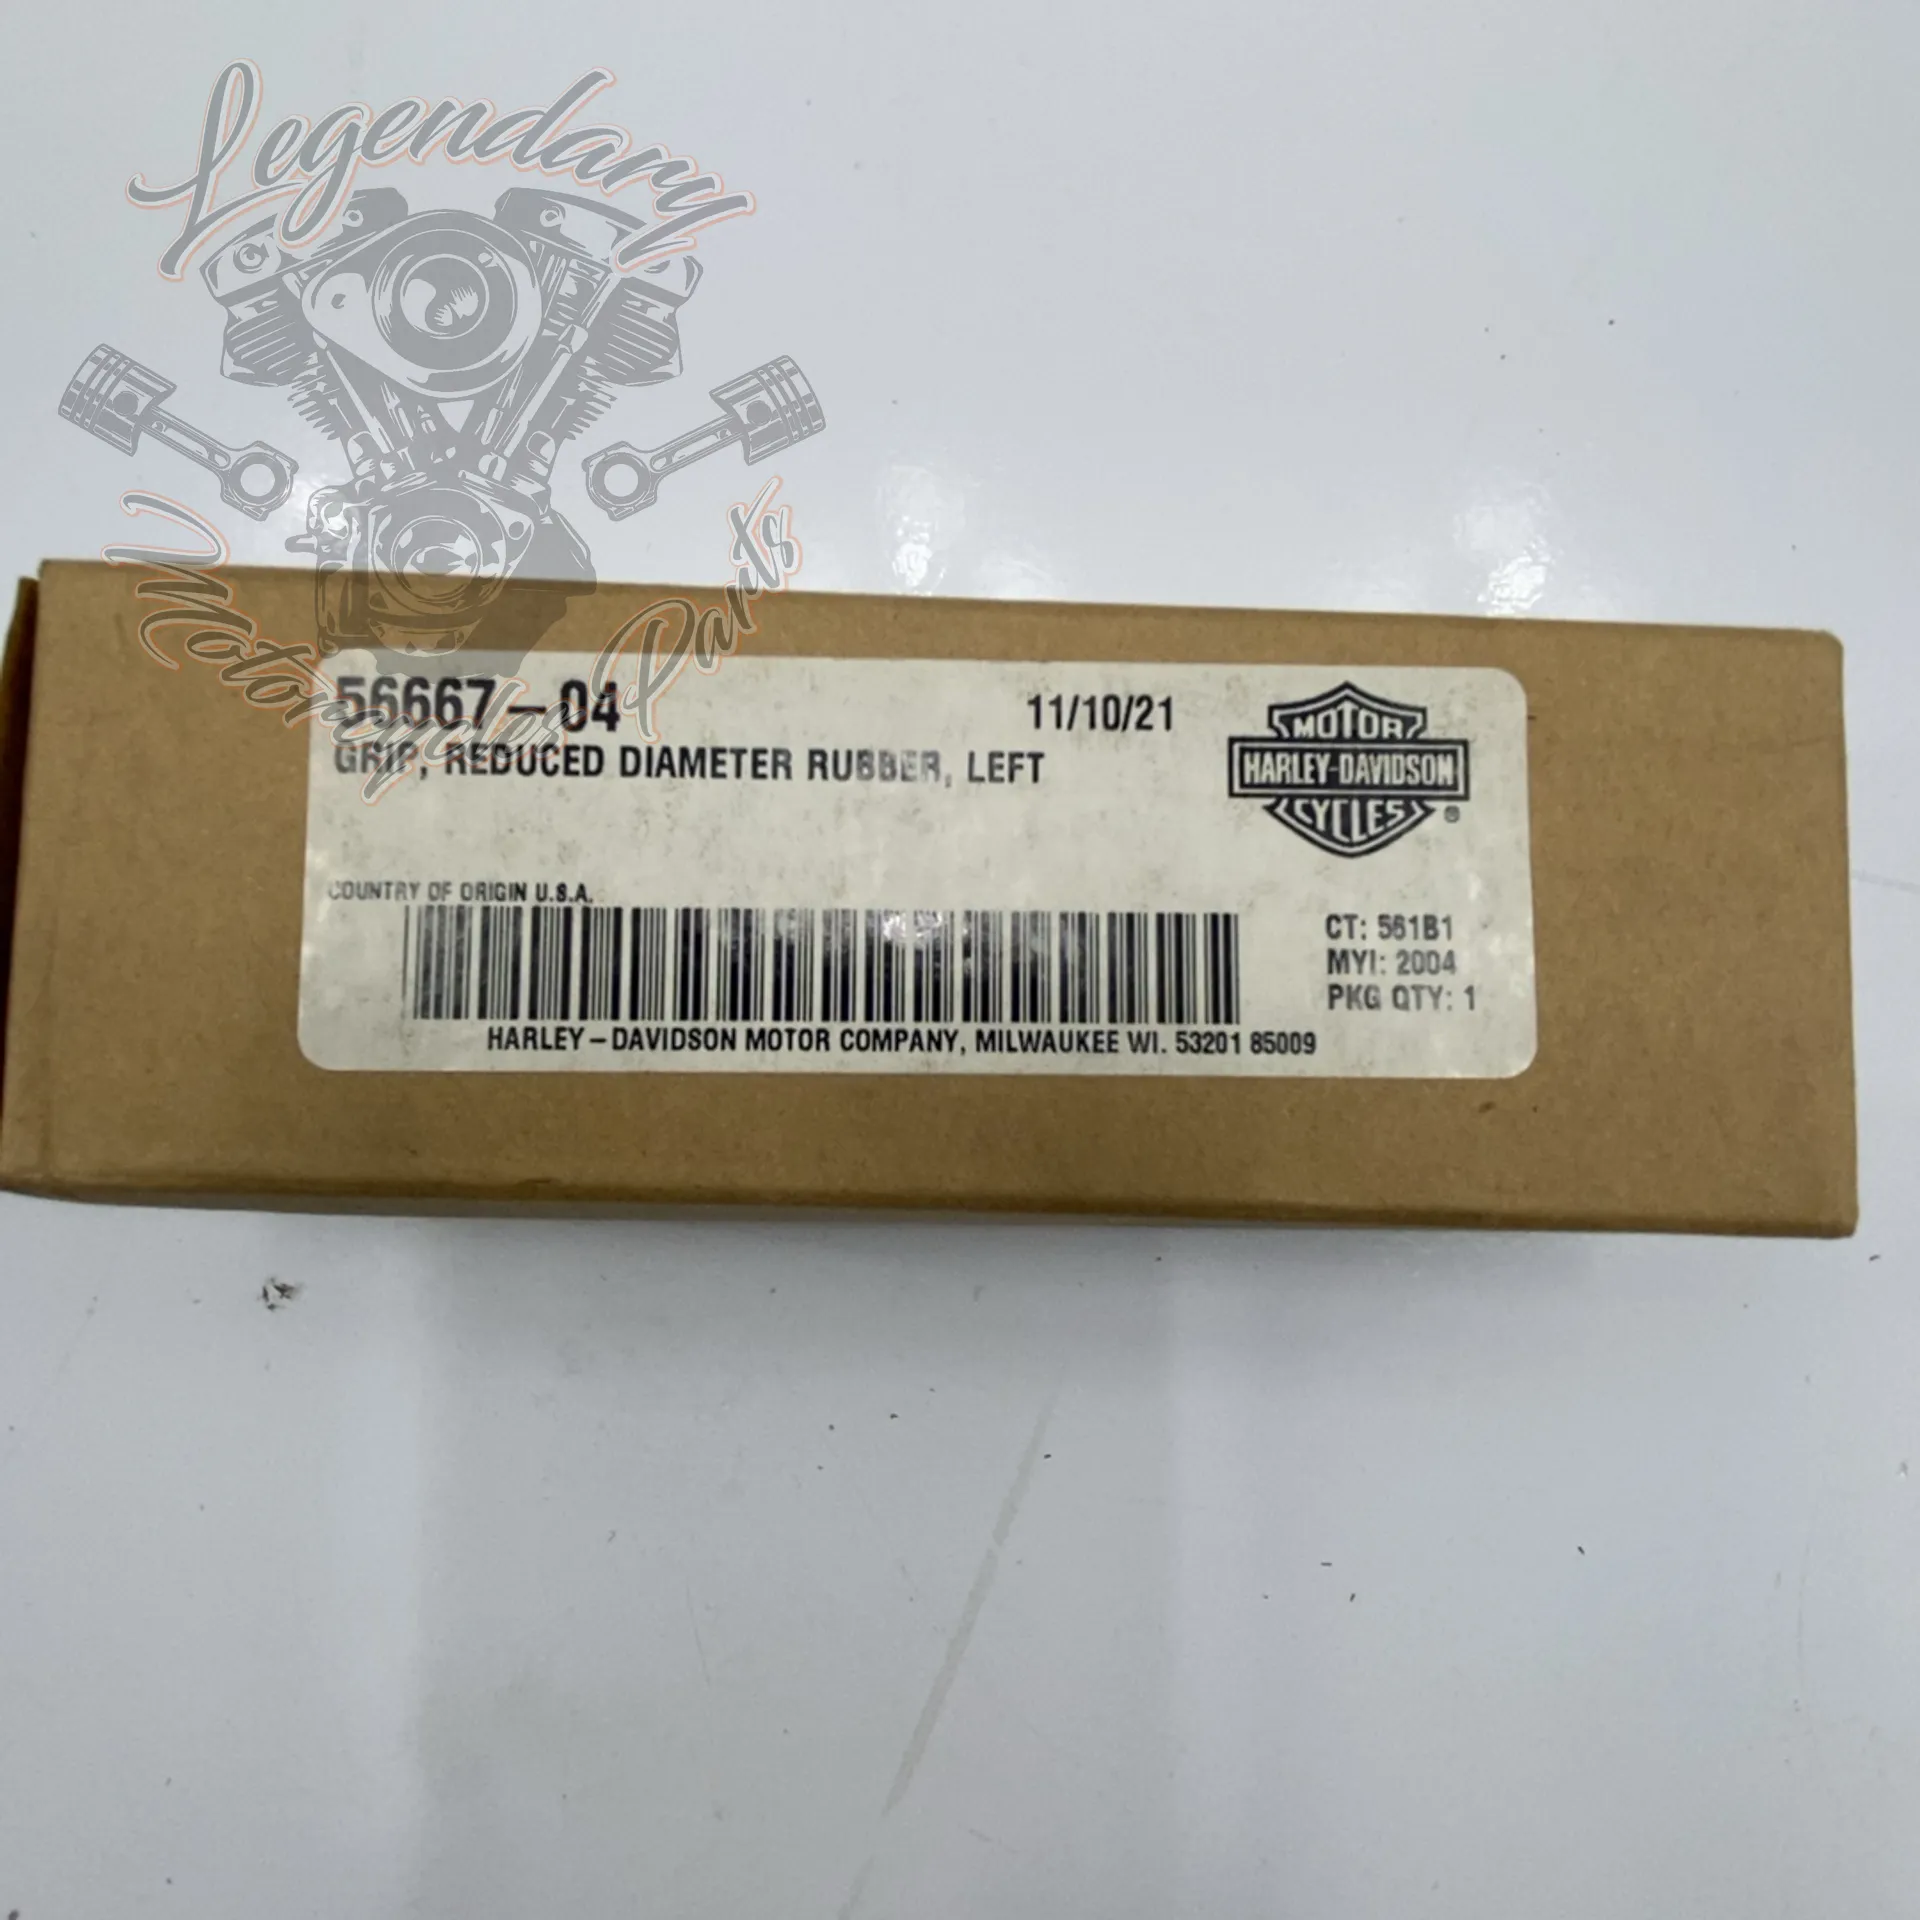 Legendary
Motorcycles Parts
56667-04
11/10/21
GRIP, REDUCED DIAMETER RUBBER, LEFT
MOTOR
HARLEY-DAVIDSON
CYCLES
®
COUNTRY OF ORIGIN U.S.A.
CT: 561B1
MYI: 2004
PKG QTY: 1
HARLEY-DAVIDSON MOTOR COMPANY, MILWAUKEE WI. 53201 85009